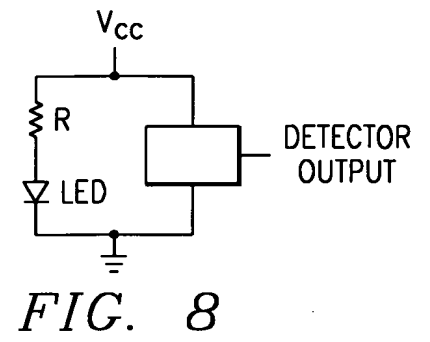 VCC
R
LED
DETECTOR
OUTPUT
FIG. 8